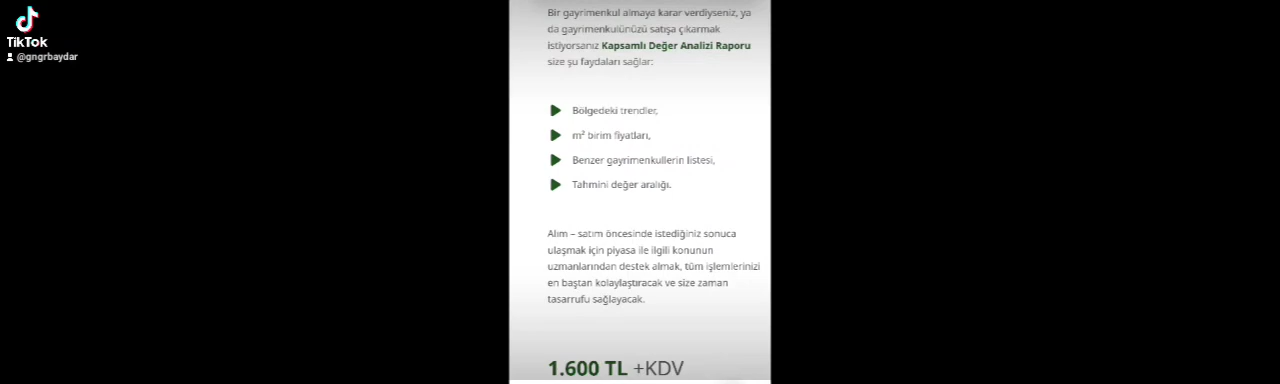 TikTok
@gngrbaydar
Bir gayrimenkul almaya karar verdiyseniz, ya
da gayrimenkulünüzü satışa çıkarmak
istiyorsanız Kapsamlı Değer Analizi Raporu
size şu faydaları sağlar:
Bölgedeki trendler,
m² birim fiyatları,
Benzer gayrimenkullerin listesi,
Tahmini değer aralığı.
Alım – satım öncesinde istediğiniz sonuca
ulaşmak için piyasa ile ilgili konunun
uzmanlarından destek almak, tüm işlemlerinizi
en baştan kolaylaştıracak ve size zaman
tasarrufu sağlayacak.
1.600 TL +KDV